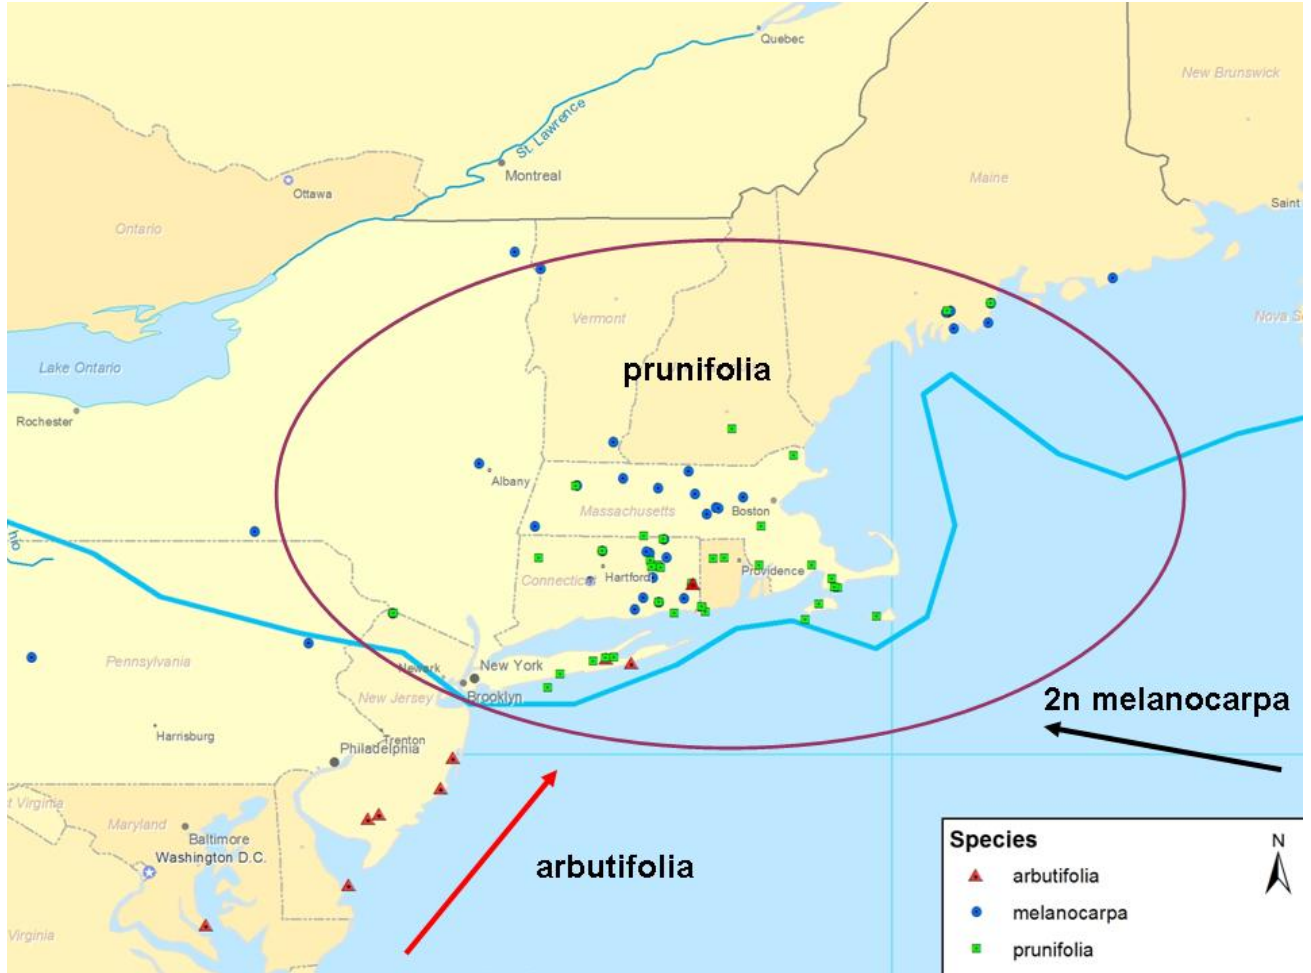 Quebec
New Brunswick
St. Lawrence
Montreal
Maine
Ottawa
Saint
Ontario
Vermont
Nova S
Lake Ontario
prunifolia
Rochester
Albany
Massachusetts
Boston
hio
Connecticut
Hartford
Providence
Pennsylvania
Newark
New York
New Jersey
Brooklyn
2n melanocarpa
Harrisburg
Trenton
Philadelphia
t Virginia
Maryland
Baltimore
Washington D.C.
arbutifolia
Virginia
Species
N
arbutifolia
melanocarpa
prunifolia